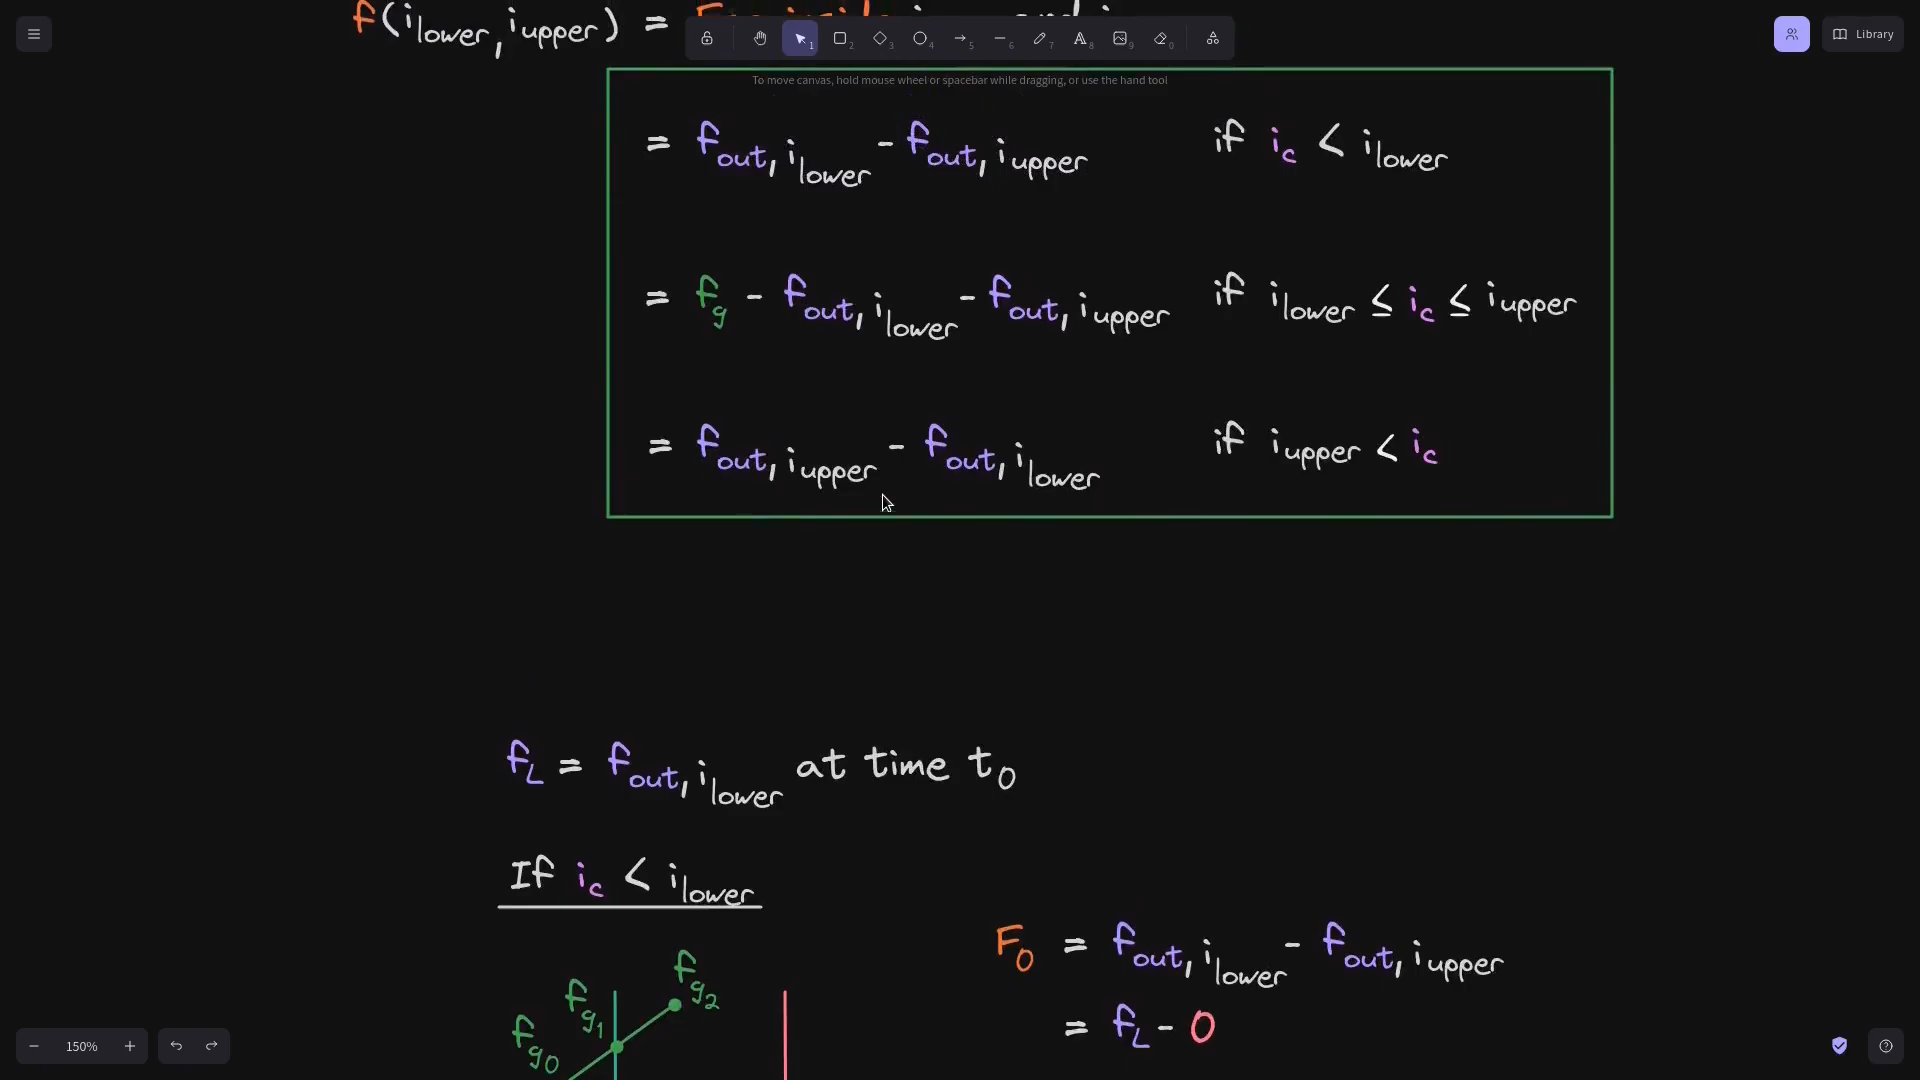 f(i_lower, i_upper) =
Library
To move canvas, hold mouse wheel or spacebar while dragging, or use the hand tool
= f_out, i_lower - f_out, i_upper if i_c < i_lower
= f_g - f_out, i_lower - f_out, i_upper if i_lower ≤ i_c ≤ i_upper
= f_out, i_upper - f_out, i_lower if i_upper < i_c
f_L = f_out, i_lower at time t_0
If i_c < i_lower
F_0 = f_out, i_lower - f_out, i_upper
= f_L - 0
f_g2
f_g1
f_g0
150%